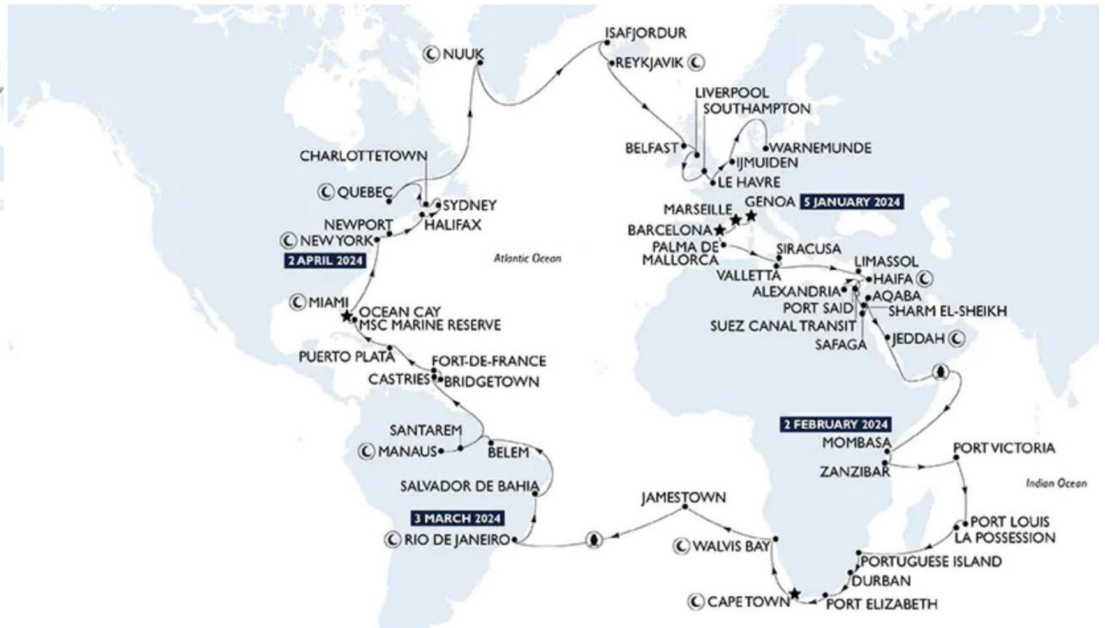 ISAFJORDUR
NUUK
REYKJAVIK
LIVERPOOL
SOUTHAMPTON
BELFAST
WARNEMUNDE
CHARLOTTETOWN
IJMUIDEN
LE HAVRE
QUEBEC
SYDNEY
GENOA
5 JANUARY 2024
MARSEILLE
NEWPORT
HALIFAX
BARCELONA
NEW YORK
PALMA DE
MALLORCA
SIRACUSA
2 APRIL 2024
Atlantic Ocean
LIMASSOL
VALLETTA
HAIFA
ALEXANDRIA
AQABA
MIAMI
OCEAN CAY
MSC MARINE RESERVE
PORT SAID
SHARM EL-SHEIKH
SUEZ CANAL TRANSIT
SAFAGA
JEDDAH
PUERTO PLATA
FORT-DE-FRANCE
CASTRIES
BRIDGETOWN
2 FEBRUARY 2024
SANTAREM
MOMBASA
MANAUS
BELEM
PORT VICTORIA
ZANZIBAR
Indian Ocean
SALVADOR DE BAHIA
JAMESTOWN
3 MARCH 2024
PORT LOUIS
RIO DE JANEIRO
LA POSSESSION
WALVIS BAY
PORTUGUESE ISLAND
DURBAN
CAPE TOWN
PORT ELIZABETH